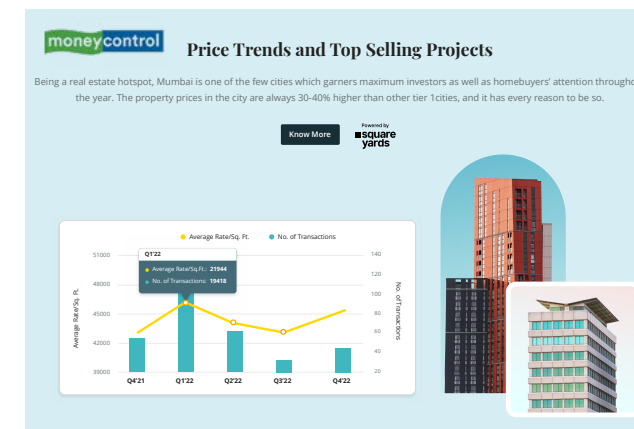 moneycontrol
Price Trends and Top Selling Projects
Being a real estate hotspot, Mumbai is one of the few cities which garners maximum investors as well as homebuyers' attention
the year. The property prices in the city are always 30-40% higher than other tier 1cities, and it has every reason to be so.
Know More
Powered by
square
yards
Average Rate/Sq. Ft.
No. of Transactions
Q1'22
Average Rate/Sq.Ft.: 21944
No. of Transactions: 19418
Average Rate/Sq. Ft.
51000
48000
45000
42000
39000
140
120
100
80
60
40
20
No. of Transactions
Q4'21
Q1'22
Q2'22
Q3'22
Q4'22